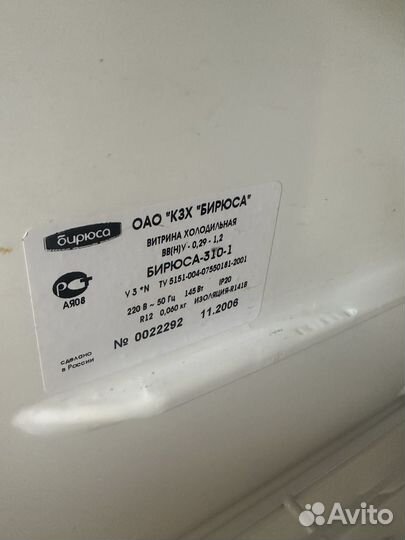 бирюса
ОАО "КЗХ "БИРЮСА"
ВИТРИНА ХОЛОДИЛЬНАЯ
ВВ(Н)У - 0,29 - 1,2
БИРЮСА-310-1
V 3 *N ТУ 5151-004-07550161-2001
220 В ~ 50 Гц 145 Вт IP20
R12 0,060 кг ИЗОЛЯЦИЯ-R141B
№ 0022292 11.2006
АЯ08
сделано
в России
Avito